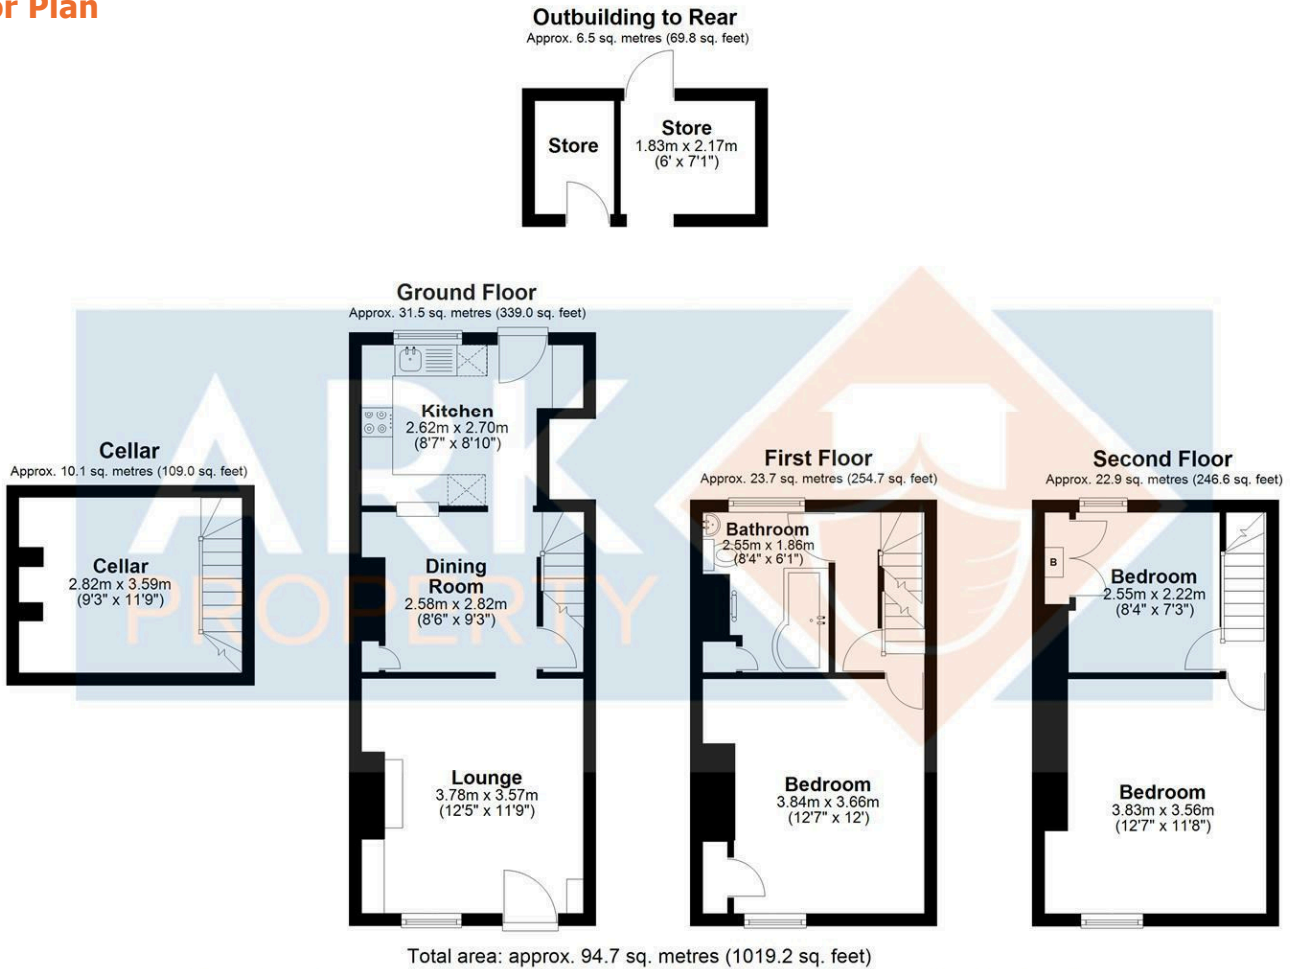 or Plan
Outbuilding to Rear
Approx. 6.5 sq. metres (69.8 sq. feet)
Store
Store
1.83m x 2.17m
(6' x 7'1")
Ground Floor
Approx. 31.5 sq. metres (339.0 sq. feet)
Kitchen
2.62m x 2.70m
(8'7" x 8'10")
Dining
Room
2.58m x 2.82m
(8'6" x 9'3")
Lounge
3.78m x 3.57m
(12'5" x 11'9")
Cellar
Approx. 10.1 sq. metres (109.0 sq. feet)
Cellar
2.82m x 3.59m
(9'3" x 11'9")
First Floor
Approx. 23.7 sq. metres (254.7 sq. feet)
Bathroom
2.55m x 1.86m
(8'4" x 6'1")
Bedroom
3.84m x 3.66m
(12'7" x 12')
Second Floor
Approx. 22.9 sq. metres (246.6 sq. feet)
B
Bedroom
2.55m x 2.22m
(8'4" x 7'3")
Bedroom
3.83m x 3.56m
(12'7" x 11'8")
ARK
PROPERTY
Total area: approx. 94.7 sq. metres (1019.2 sq. feet)